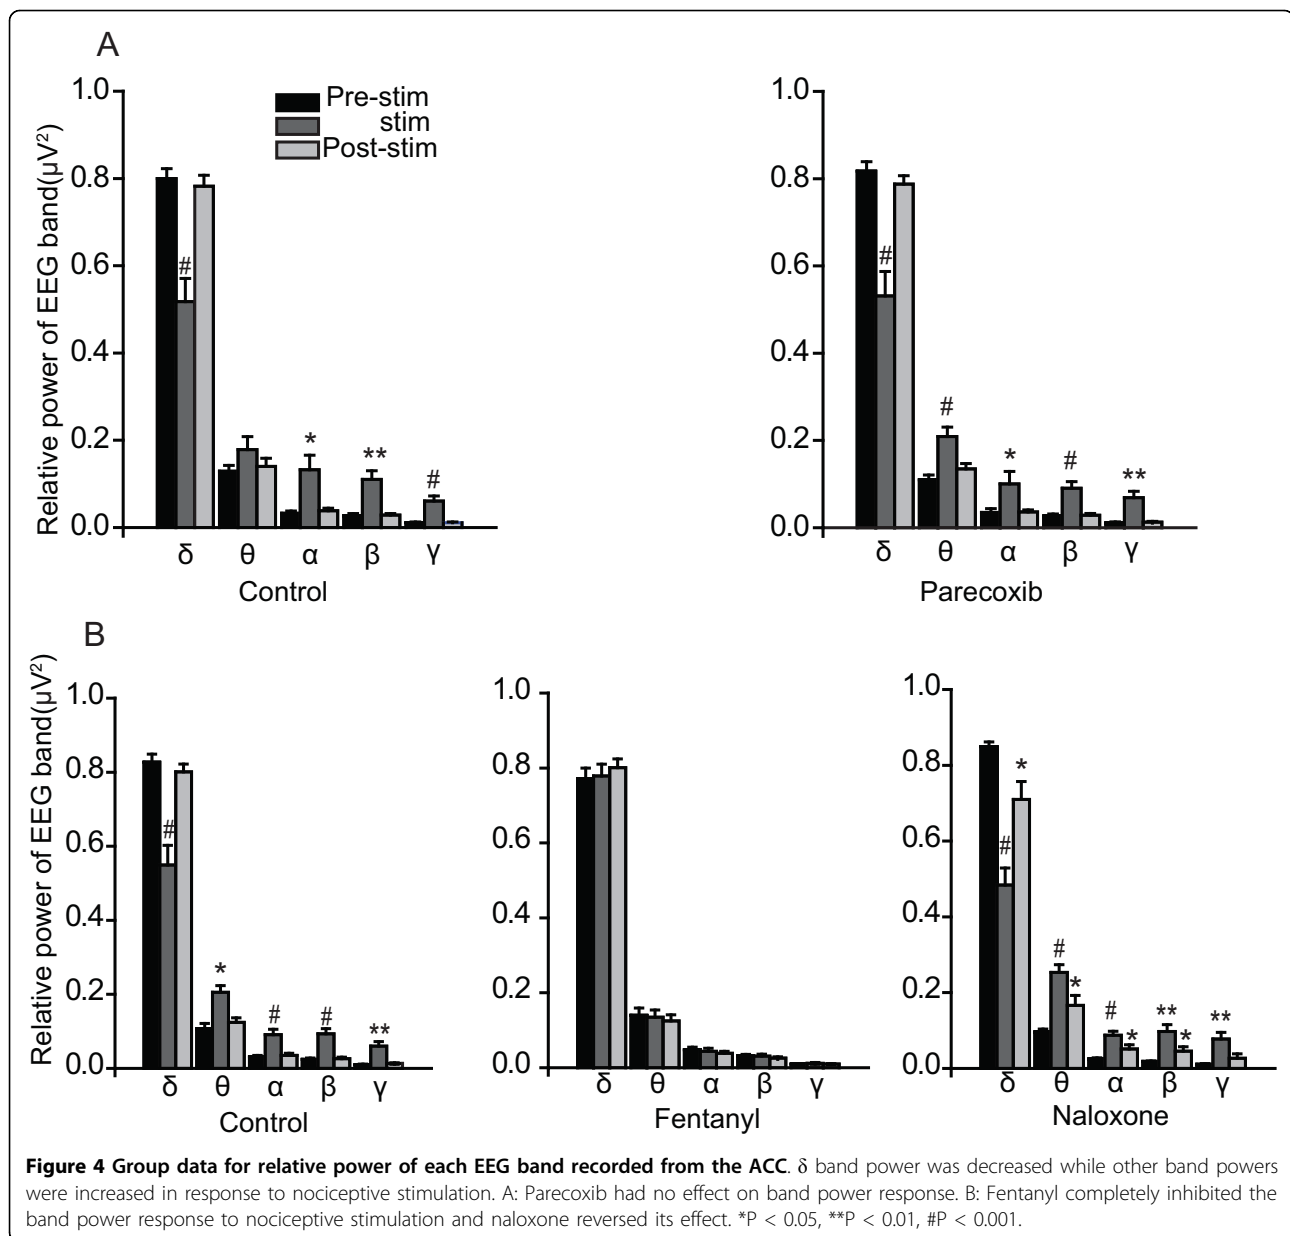 A
1.0
0.8
0.6
0.4
0.2
0.0
Relative power of EEG band(μV²)
Pre-stim
stim
Post-stim
#
*
**
#
δ θ α β γ
Control
1.0
0.8
0.6
0.4
0.2
0.0
#
#
*
#
**
δ θ α β γ
Parecoxib
B
1.0
0.8
0.6
0.4
0.2
0.0
Relative power of EEG band(μV²)
#
*
#
#
**
δ θ α β γ
Control
1.0
0.8
0.6
0.4
0.2
0.0
δ θ α β γ
Fentanyl
1.0
0.8
0.6
0.4
0.2
0.0
#
*
#
*
#
*
**
*
**
δ θ α β γ
Naloxone
Figure 4 Group data for relative power of each EEG band recorded from the ACC. δ band power was decreased while other band powers
were increased in response to nociceptive stimulation. A: Parecoxib had no effect on band power response. B: Fentanyl completely inhibited the
band power response to nociceptive stimulation and naloxone reversed its effect. *P < 0.05, **P < 0.01, #P < 0.001.